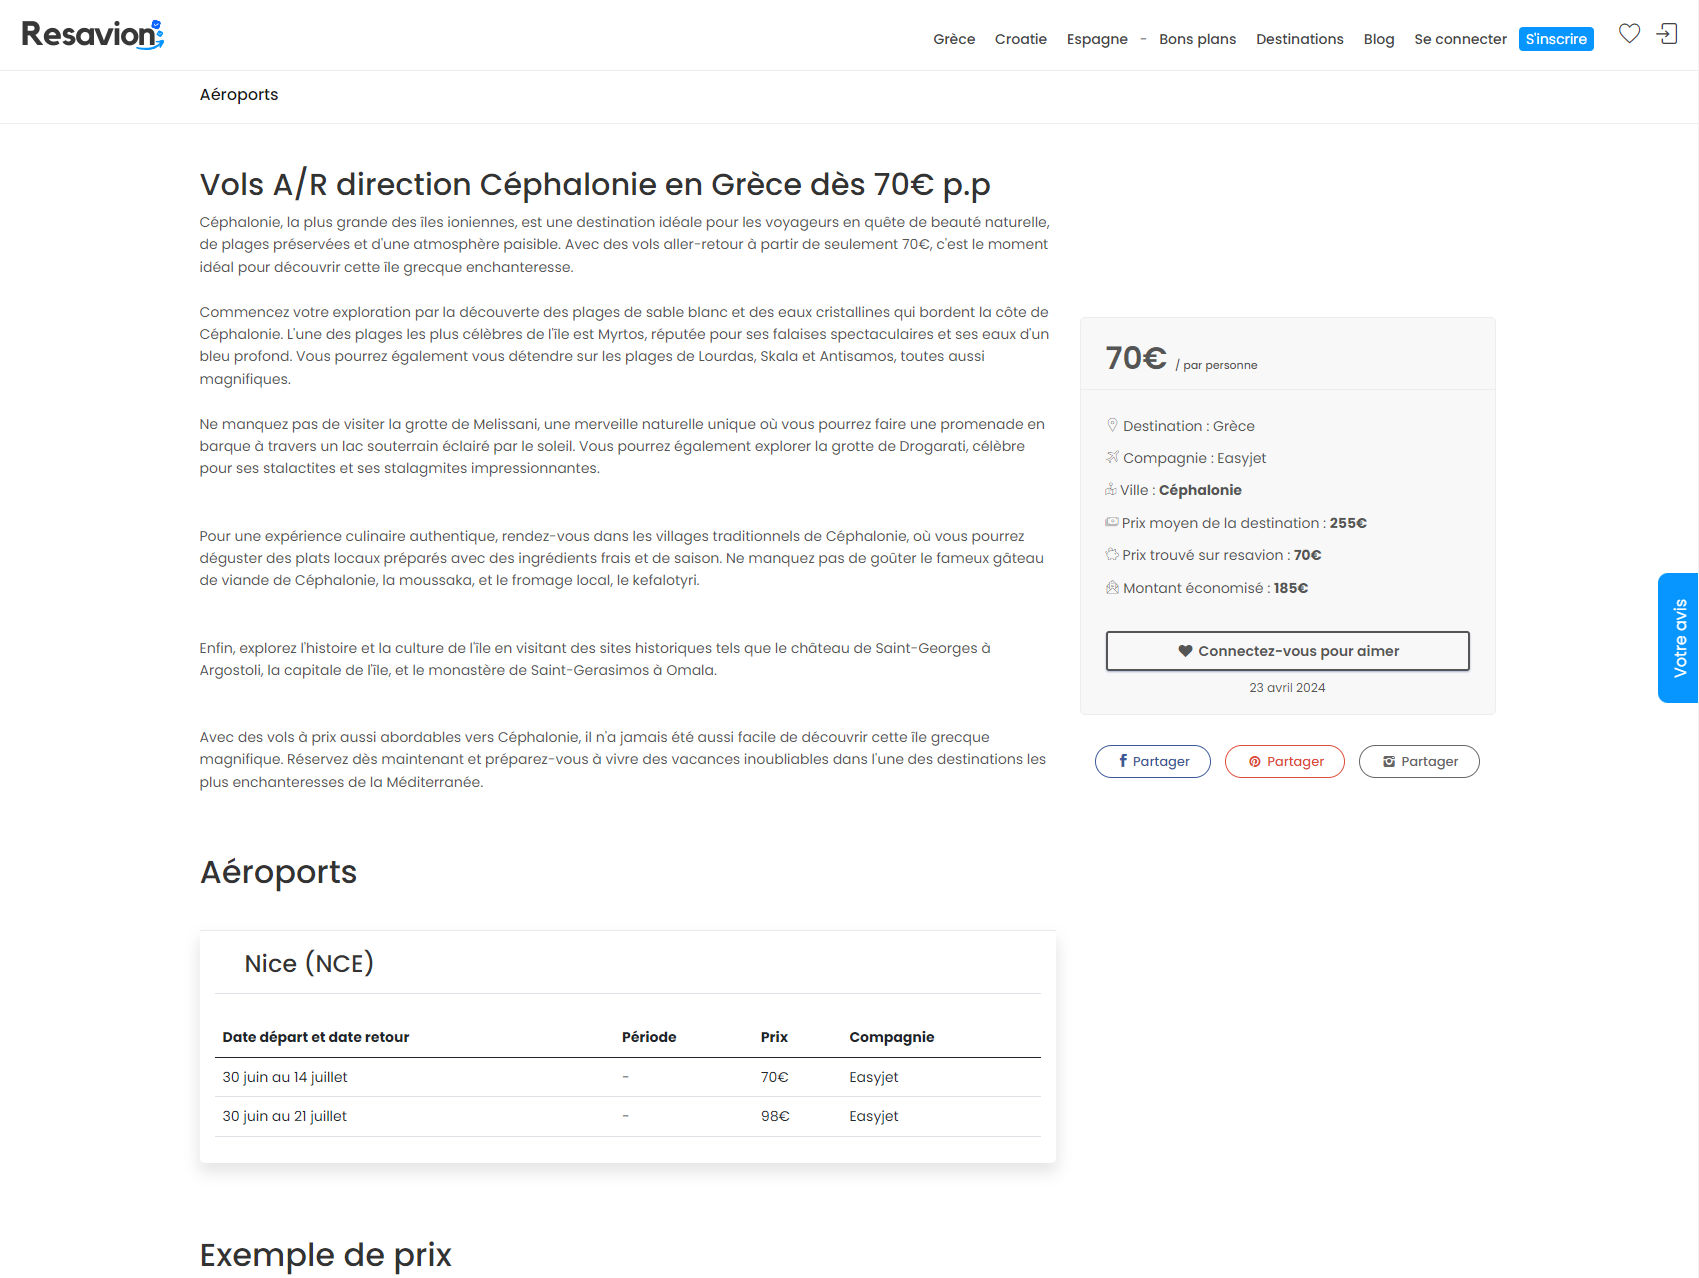 Resavion
Grèce Croatie Espagne - Bons plans Destinations Blog Se connecter S'inscrire
Aéroports
Vols A/R direction Céphalonie en Grèce dès 70€ p.p
Céphalonie, la plus grande des îles ioniennes, est une destination idéale pour les voyageurs en quête de beauté naturelle,
de plages préservées et d'une atmosphère paisible. Avec des vols aller-retour à partir de seulement 70€, c'est le moment
idéal pour découvrir cette île grecque enchanteresse.
Commencez votre exploration par la découverte des plages de sable blanc et des eaux cristallines qui bordent la côte de
Céphalonie. L'une des plages les plus célèbres de l'île est Myrtos, réputée pour ses falaises spectaculaires et ses eaux d'un
bleu profond. Vous pourrez également vous détendre sur les plages de Lourdas, Skala et Antisamos, toutes aussi
magnifiques.
Ne manquez pas de visiter la grotte de Melissani, une merveille naturelle unique où vous pourrez faire une promenade en
barque à travers un lac souterrain éclairé par le soleil. Vous pourrez également explorer la grotte de Drogarati, célèbre
pour ses stalactites et ses stalagmites impressionnantes.
Pour une expérience culinaire authentique, rendez-vous dans les villages traditionnels de Céphalonie, où vous pourrez
déguster des plats locaux préparés avec des ingrédients frais et de saison. Ne manquez pas de goûter le fameux gâteau
de viande de Céphalonie, la moussaka, et le fromage local, le kefalotyri.
Enfin, explorez l'histoire et la culture de l'île en visitant des sites historiques tels que le château de Saint-Georges à
Argostoli, la capitale de l'île, et le monastère de Saint-Gerasimos à Omala.
Avec des vols à prix aussi abordables vers Céphalonie, il n'a jamais été aussi facile de découvrir cette île grecque
magnifique. Réservez dès maintenant et préparez-vous à vivre des vacances inoubliables dans l'une des destinations les
plus enchanteresses de la Méditerranée.
70€ / par personne
Destination : Grèce
Compagnie : Easyjet
Ville : Céphalonie
Prix moyen de la destination : 255€
Prix trouvé sur resavion : 70€
Montant économisé : 185€
Connectez-vous pour aimer
23 avril 2024
Partager Partager Partager
Votre avis
Aéroports
Nice (NCE)
Date départ et date retour Période Prix Compagnie
30 juin au 14 juillet - 70€ Easyjet
30 juin au 21 juillet - 98€ Easyjet
Exemple de prix